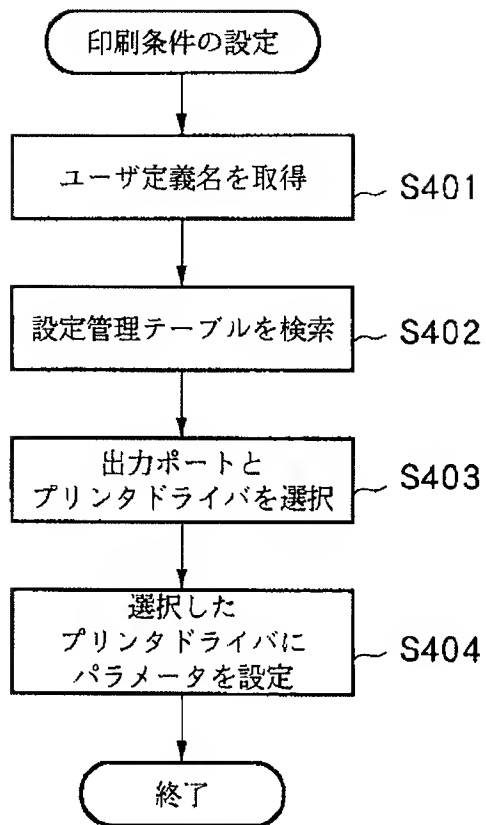 印刷条件の設定
ユーザ定義名を取得
S401
設定管理テーブルを検索
S402
出力ポートと
プリンタドライバを選択
S403
選択した
プリンタドライバに
パラメータを設定
S404
終了